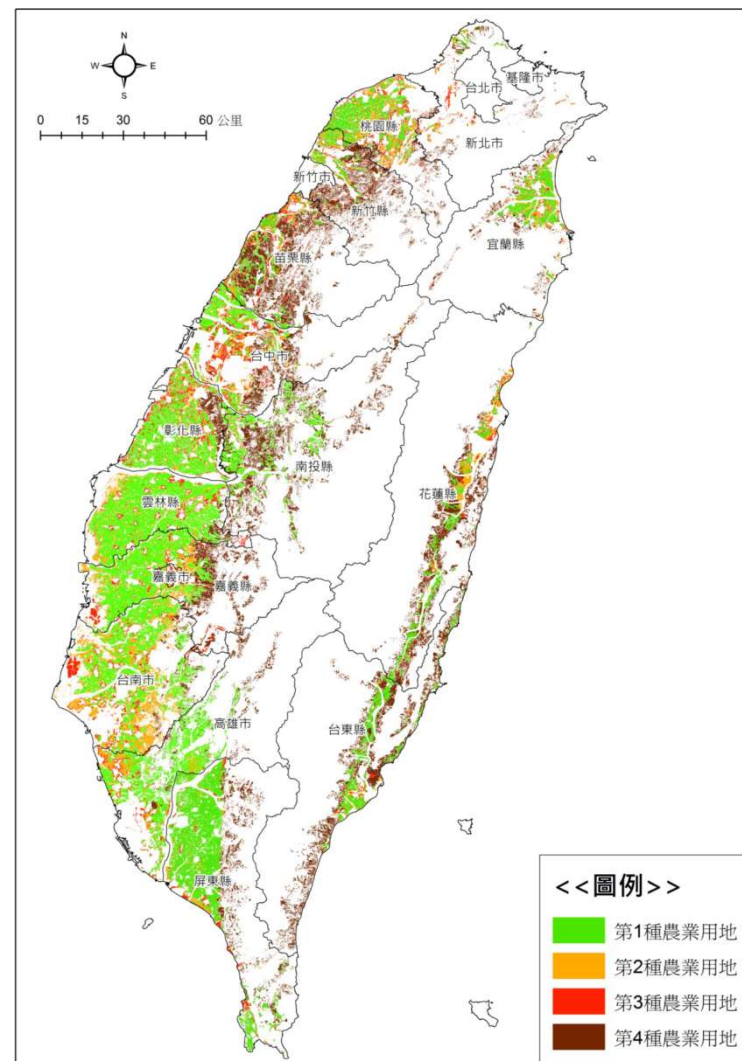 N
W E
S
0 15 30 60 公里
基隆市
台北市
桃園縣
新北市
新竹市
新竹縣
宜蘭縣
苗栗縣
台中市
彰化縣
南投縣
花蓮縣
雲林縣
嘉義市
嘉義縣
台南市
高雄市
台東縣
屏東縣
<<圖例>>
第1種農業用地
第2種農業用地
第3種農業用地
第4種農業用地